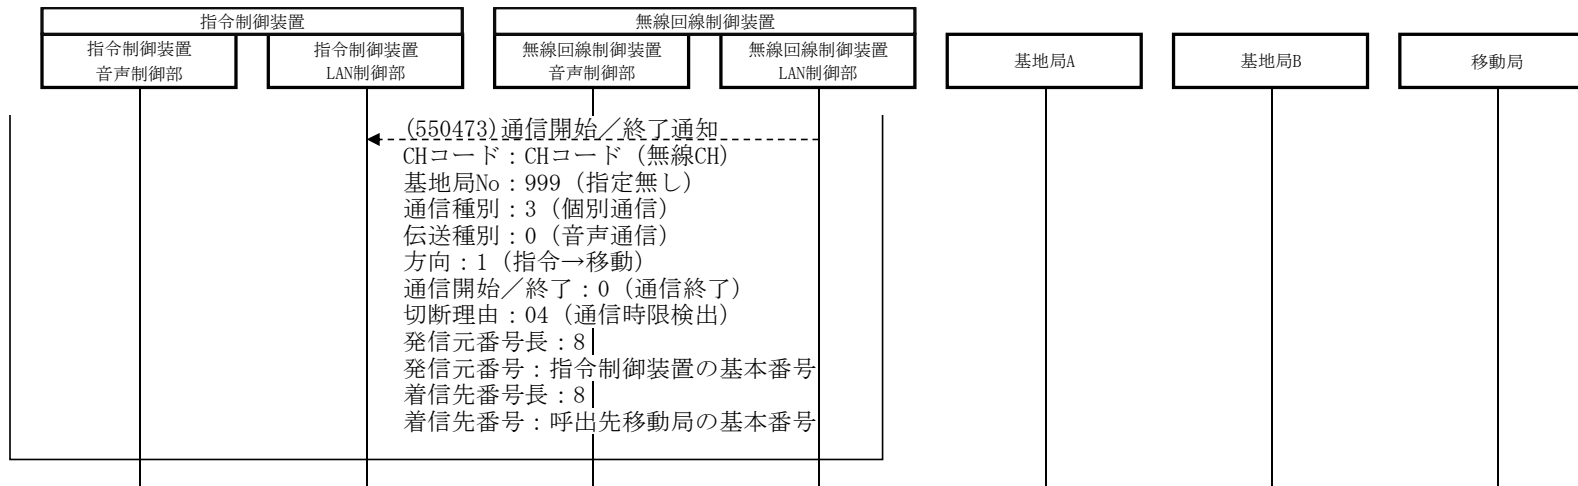 指令制御装置
無線回線制御装置
指令制御装置
音声制御部
指令制御装置
LAN制御部
無線回線制御装置
音声制御部
無線回線制御装置
LAN制御部
基地局A
基地局B
移動局
(550473)通信開始／終了通知
CHコード：CHコード（無線CH）
基地局No：999（指定無し）
通信種別：3（個別通信）
伝送種別：0（音声通信）
方向：1（指令→移動）
通信開始／終了：0（通信終了）
切断理由：04（通信時限検出）
発信元番号長：8
発信元番号：指令制御装置の基本番号
着信先番号長：8
着信先番号：呼出先移動局の基本番号